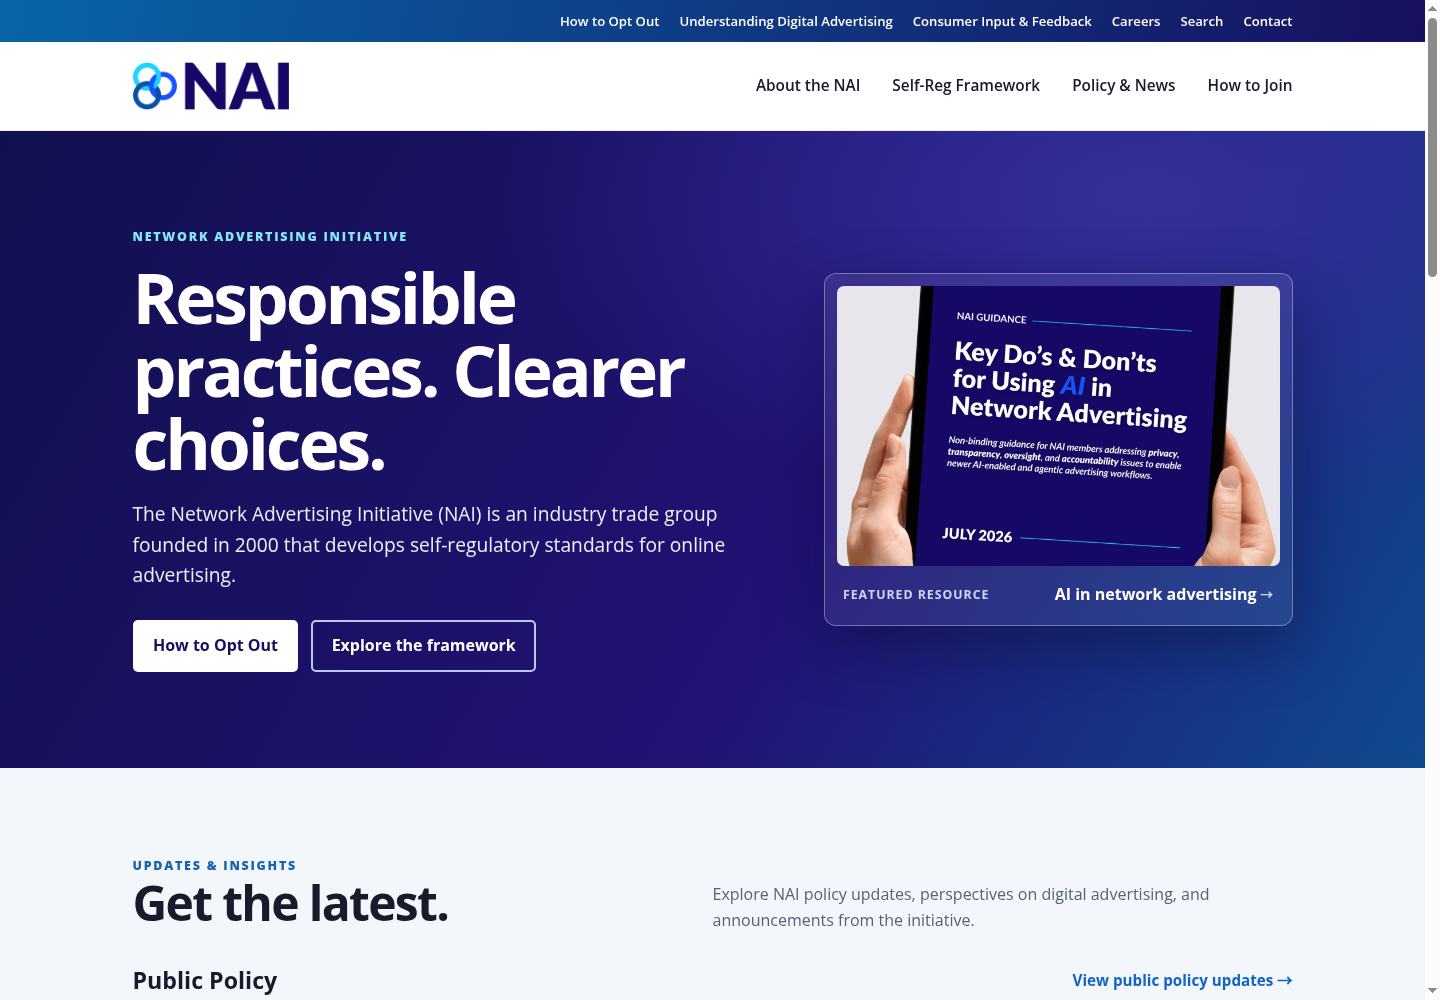 How to Opt Out
Understanding Digital Advertising
Consumer Input & Feedback
Careers
Search
Contact
NAI
About the NAI
Self-Reg Framework
Policy & News
How to Join
NETWORK ADVERTISING INITIATIVE
Responsible
practices. Clearer
choices.
The Network Advertising Initiative (NAI) is an industry trade group
founded in 2000 that develops self-regulatory standards for online
advertising.
How to Opt Out
Explore the framework
NAI GUIDANCE
Key Do’s & Don’ts
for Using AI in
Network Advertising
Non-binding guidance for NAI members addressing privacy,
transparency, oversight, and accountability issues to enable
newer AI-enabled and agentic advertising workflows.
JULY 2026
FEATURED RESOURCE
AI in network advertising →
UPDATES & INSIGHTS
Get the latest.
Explore NAI policy updates, perspectives on digital advertising, and
announcements from the initiative.
Public Policy
View public policy updates →